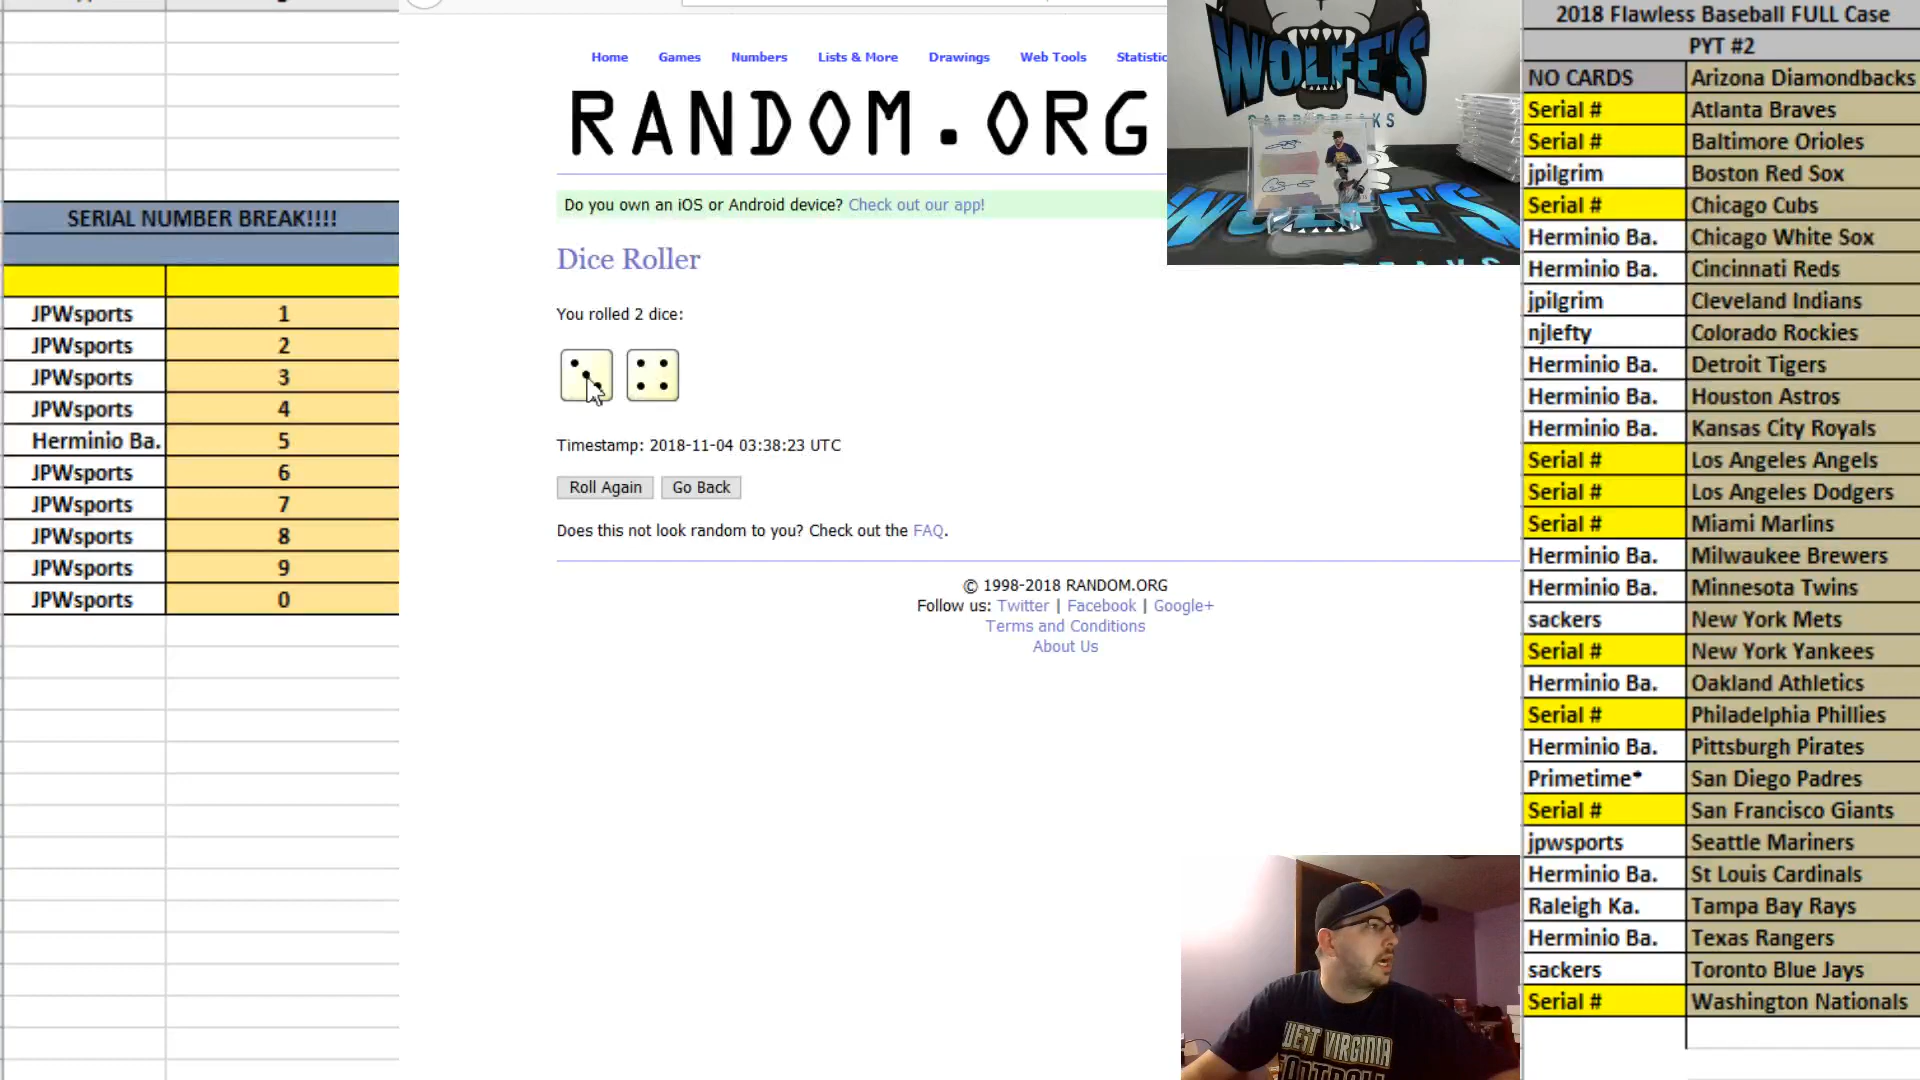 SERIAL NUMBER BREAK!!!!
JPWsports 1
JPWsports 2
JPWsports 3
JPWsports 4
Herminio Ba. 5
JPWsports 6
JPWsports 7
JPWsports 8
JPWsports 9
JPWsports 0
Home Games Numbers Lists & More Drawings Web Tools
RANDOM.ORG
Do you own an iOS or Android device? Check out our app!
Dice Roller
You rolled 2 dice:
Timestamp: 2018-11-04 03:38:23 UTC
Roll Again Go Back
Does this not look random to you? Check out the FAQ.
© 1998-2018 RANDOM.ORG
Follow us: Twitter | Facebook | Google+
Terms and Conditions
About Us
WOLFE'S
WOLFE'S
WEST VIRGINIA
FOOTBALL
2018 Flawless Baseball FULL Case
PYT #2
NO CARDS Arizona Diamondbacks
Serial # Atlanta Braves
Serial # Baltimore Orioles
jpilgrim Boston Red Sox
Serial # Chicago Cubs
Herminio Ba. Chicago White Sox
Herminio Ba. Cincinnati Reds
jpilgrim Cleveland Indians
njlefty Colorado Rockies
Herminio Ba. Detroit Tigers
Herminio Ba. Houston Astros
Herminio Ba. Kansas City Royals
Serial # Los Angeles Angels
Serial # Los Angeles Dodgers
Serial # Miami Marlins
Herminio Ba. Milwaukee Brewers
Herminio Ba. Minnesota Twins
sackers New York Mets
Serial # New York Yankees
Herminio Ba. Oakland Athletics
Serial # Philadelphia Phillies
Herminio Ba. Pittsburgh Pirates
Primetime* San Diego Padres
Serial # San Francisco Giants
jpwsports Seattle Mariners
Herminio Ba. St Louis Cardinals
Raleigh Ka. Tampa Bay Rays
Herminio Ba. Texas Rangers
sackers Toronto Blue Jays
Serial # Washington Nationals